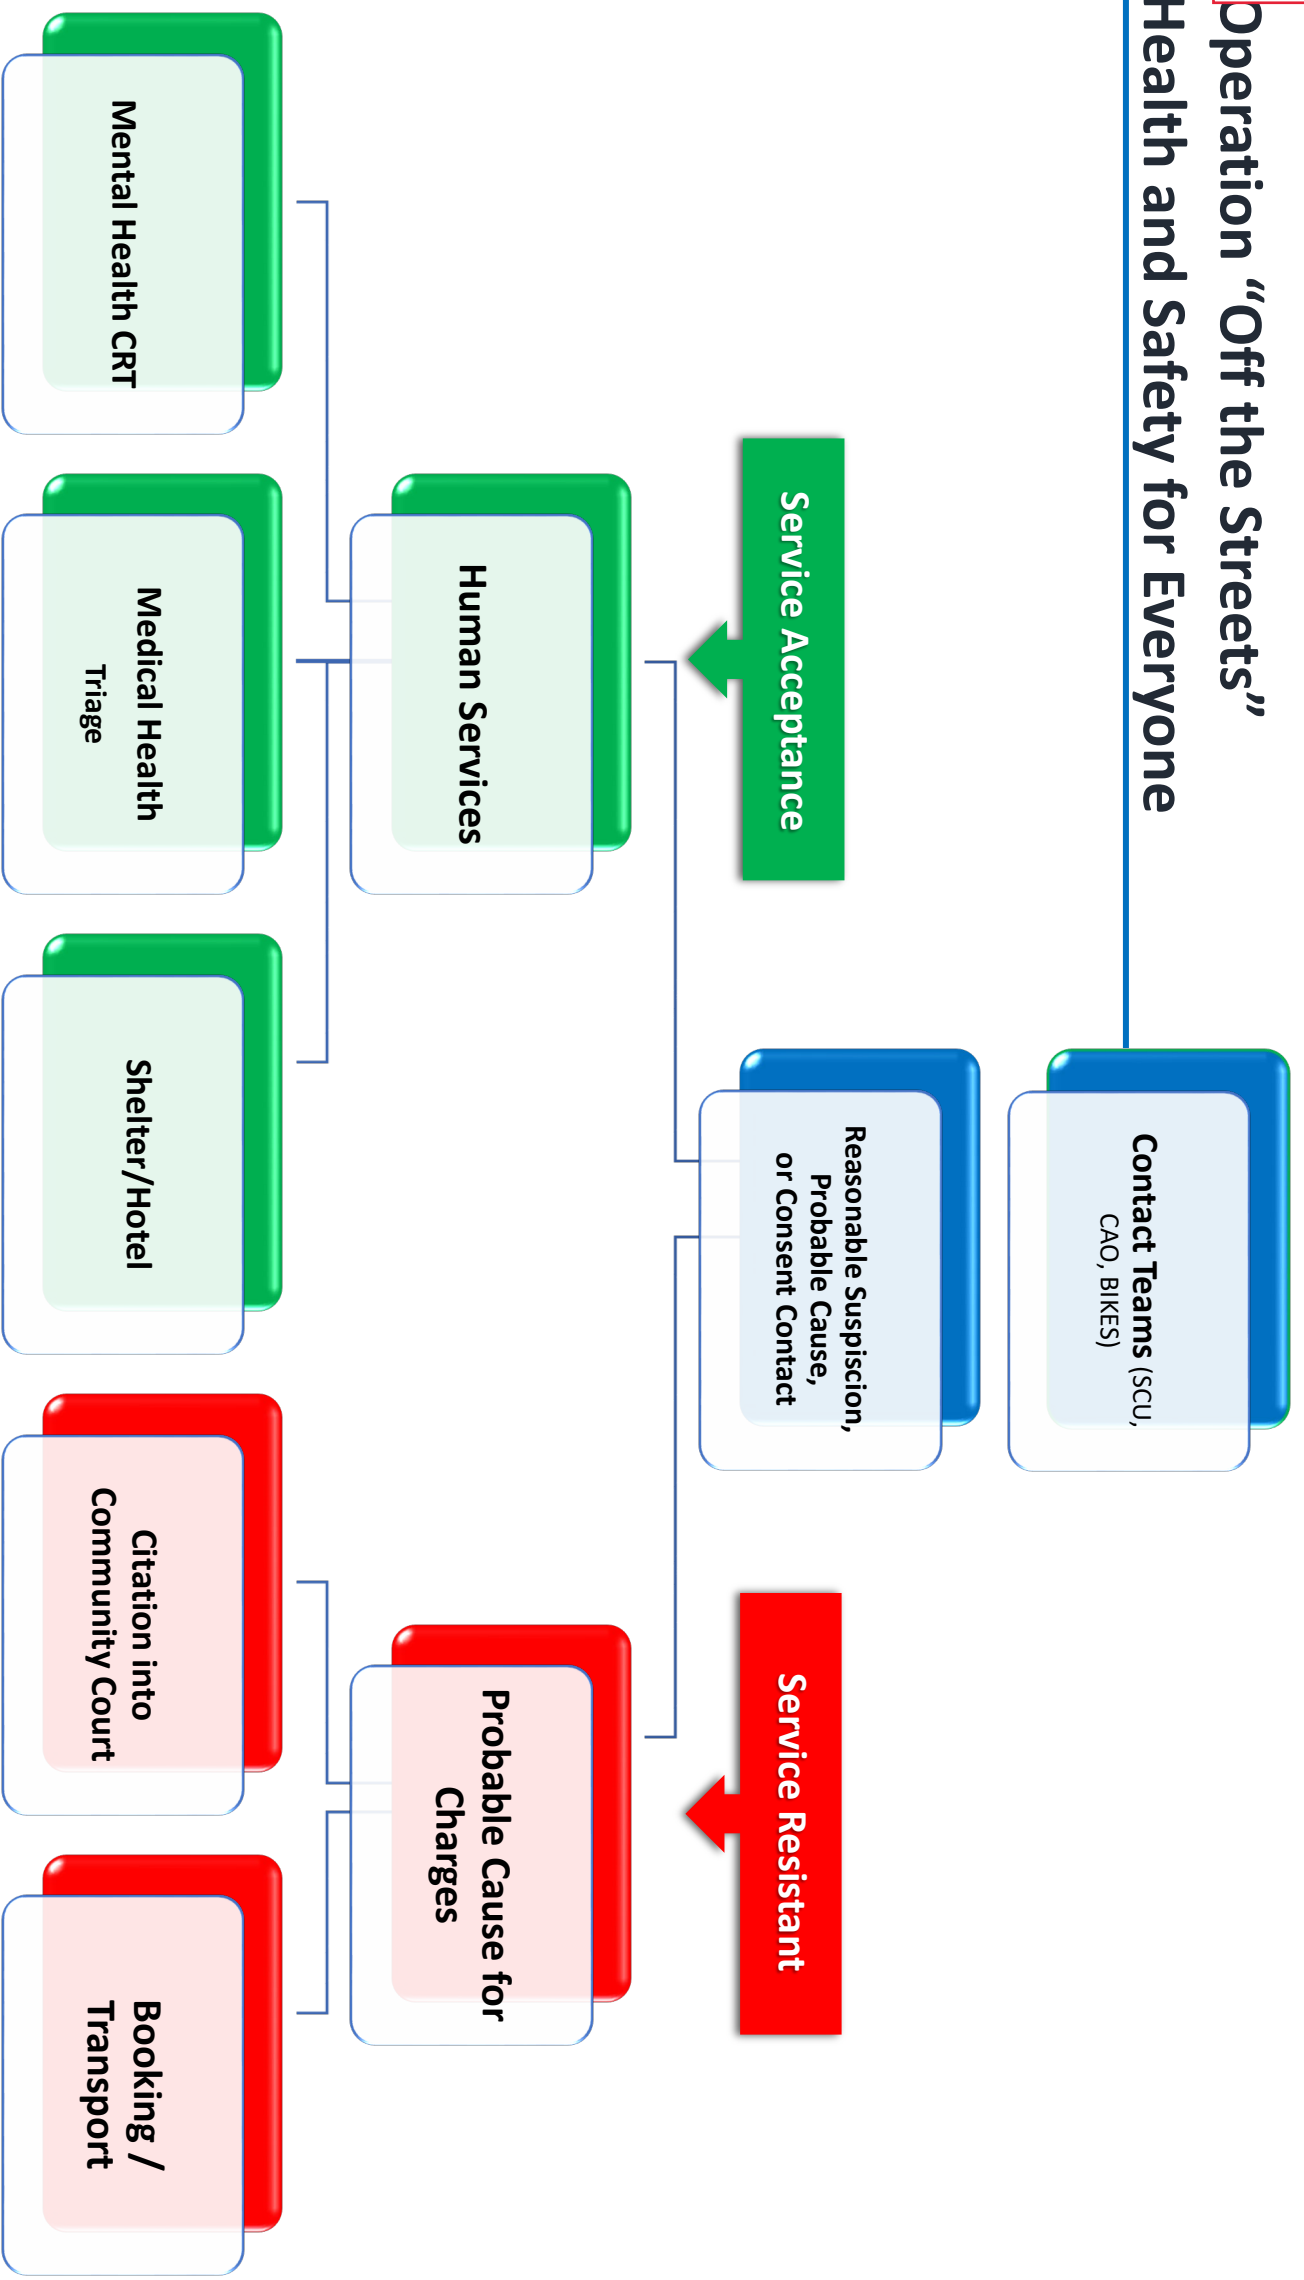 Operation “Off the Streets”
Health and Safety for Everyone
Contact Teams (SCU,
CAO, BIKES)
Reasonable Suspiscion,
Probable Cause,
or Consent Contact
Service Acceptance
Service Resistant
Human Services
Probable Cause for
Charges
Mental Health CRT
Medical Health
Triage
Shelter/Hotel
Citation into
Community Court
Booking /
Transport